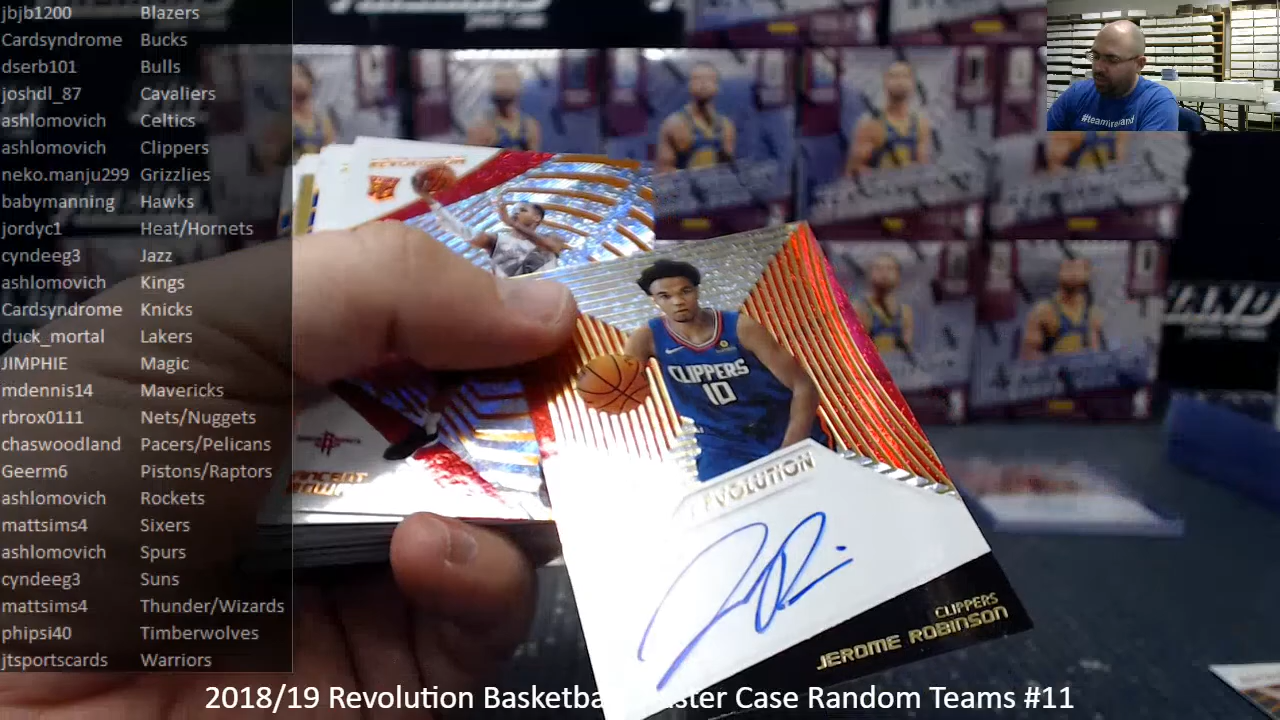 jbjb1200 Blazers
Cardsyndrome Bucks
dserb101 Bulls
joshdl_87 Cavaliers
ashlomovich Celtics
ashlomovich Clippers
neko.manju299 Grizzlies
babymanning Hawks
jordyc1 Heat/Hornets
cyndeeg3 Jazz
ashlomovich Kings
Cardsyndrome Knicks
duck_mortal Lakers
JIMPHIE Magic
mdennis14 Mavericks
rbrox0111 Nets/Nuggets
chaswoodland Pacers/Pelicans
Geerm6 Pistons/Raptors
ashlomovich Rockets
mattsims4 Sixers
ashlomovich Spurs
cyndeeg3 Suns
mattsims4 Thunder/Wizards
phipsi40 Timberwolves
jtsportscards Warriors
#teamireland
REVOLUTION
CLIPPERS
10
REVOLUTION
CLIPPERS
JEROME ROBINSON
2018/19 Revolution Basketba ster Case Random Teams #11